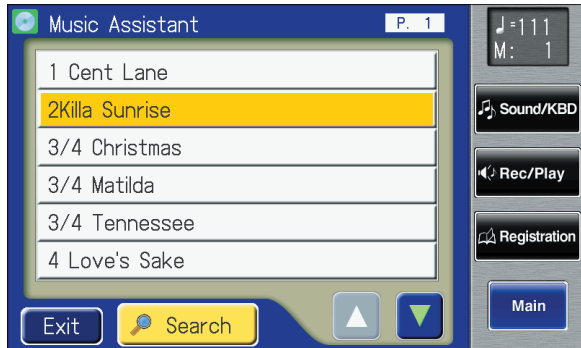 Music Assistant
P. 1
♩=111
M: 1
1 Cent Lane
2Killa Sunrise
3/4 Christmas
3/4 Matilda
3/4 Tennessee
4 Love's Sake
Sound/KBD
Rec/Play
Registration
Main
Exit
Search